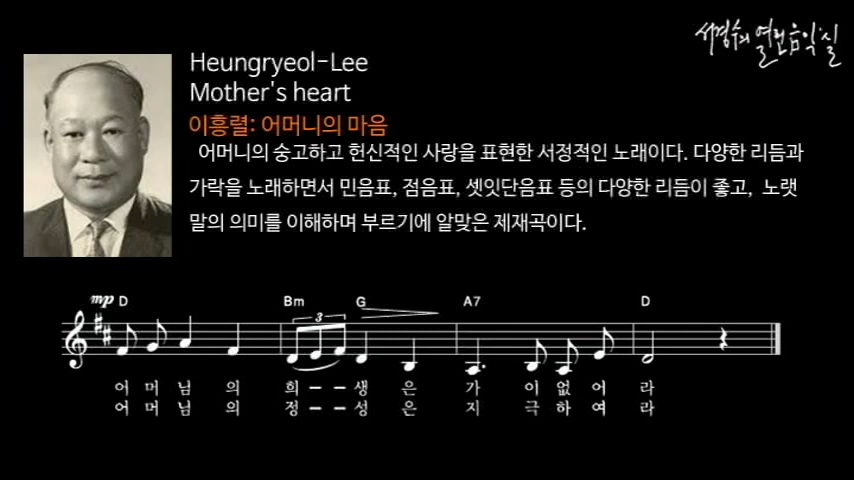 서경수의 열린음악실
Heungryeol-Lee
Mother's heart
이흥렬: 어머니의 마음
어머니의 숭고하고 헌신적인 사랑을 표현한 서정적인 노래이다. 다양한 리듬과
가락을 노래하면서 민음표, 점음표, 셋잇단음표 등의 다양한 리듬이 좋고, 노랫
말의 의미를 이해하며 부르기에 알맞은 제재곡이다.
mp D Bm G A7 D
3
어 머 님 의 희 - - 생 은 가 이 없 어 라
어 머 님 의 정 - - 성 은 지 극 하 여 라